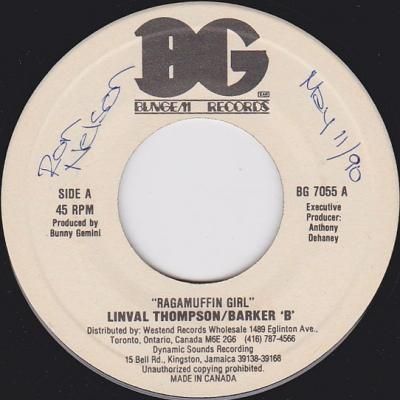 BG
BUNGEM RECORDS
Ron Nelson
May 11/90
SIDE A
45 RPM
Produced by
Bunny Gemini
BG 7055 A
Executive
Producer:
Anthony
Dehaney
"RAGAMUFFIN GIRL"
LINVAL THOMPSON/BARKER 'B'
Distributed by: Westend Records Wholesale 1489 Eglinton Ave.,
Toronto, Ontario, Canada M6E 2G6 (416) 787-4566
Dynamic Sounds Recording
15 Bell Rd., Kingston, Jamaica 39138-39168
Unauthorized copying prohibited.
MADE IN CANADA